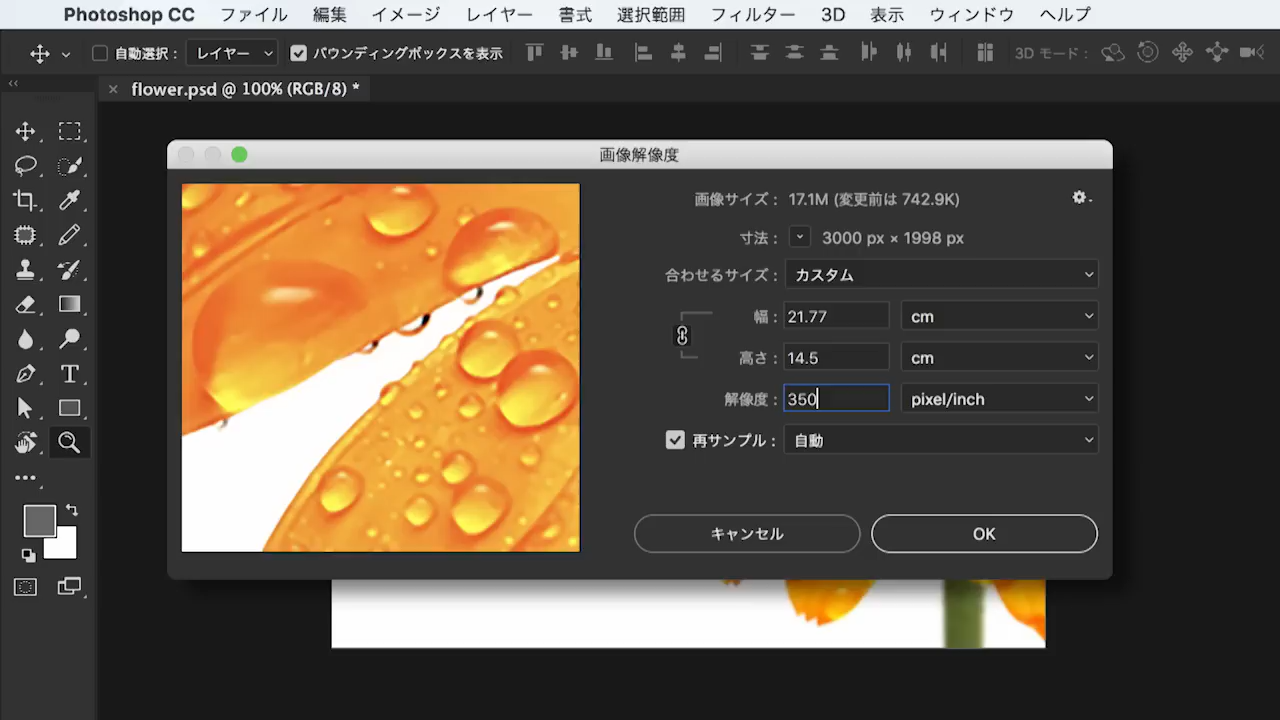 Photoshop CC ファイル 編集 イメージ レイヤー 書式 選択範囲 フィルター 3D 表示 ウィンドウ ヘルプ
自動選択： レイヤー バウンディングボックスを表示 3D モード：
flower.psd @ 100% (RGB/8) *
画像解像度
画像サイズ： 17.1M (変更前は 742.9K)
寸法： 3000 px × 1998 px
合わせるサイズ： カスタム
幅： 21.77 cm
高さ： 14.5 cm
解像度： 350 pixel/inch
再サンプル： 自動
キャンセル OK